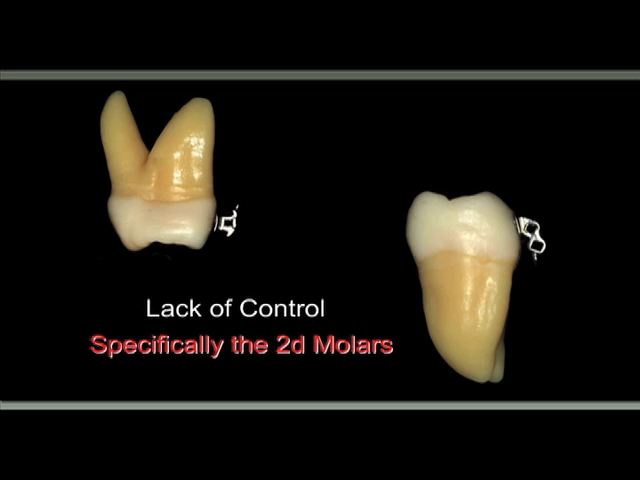 Lack of Control
Specifically the 2d Molars